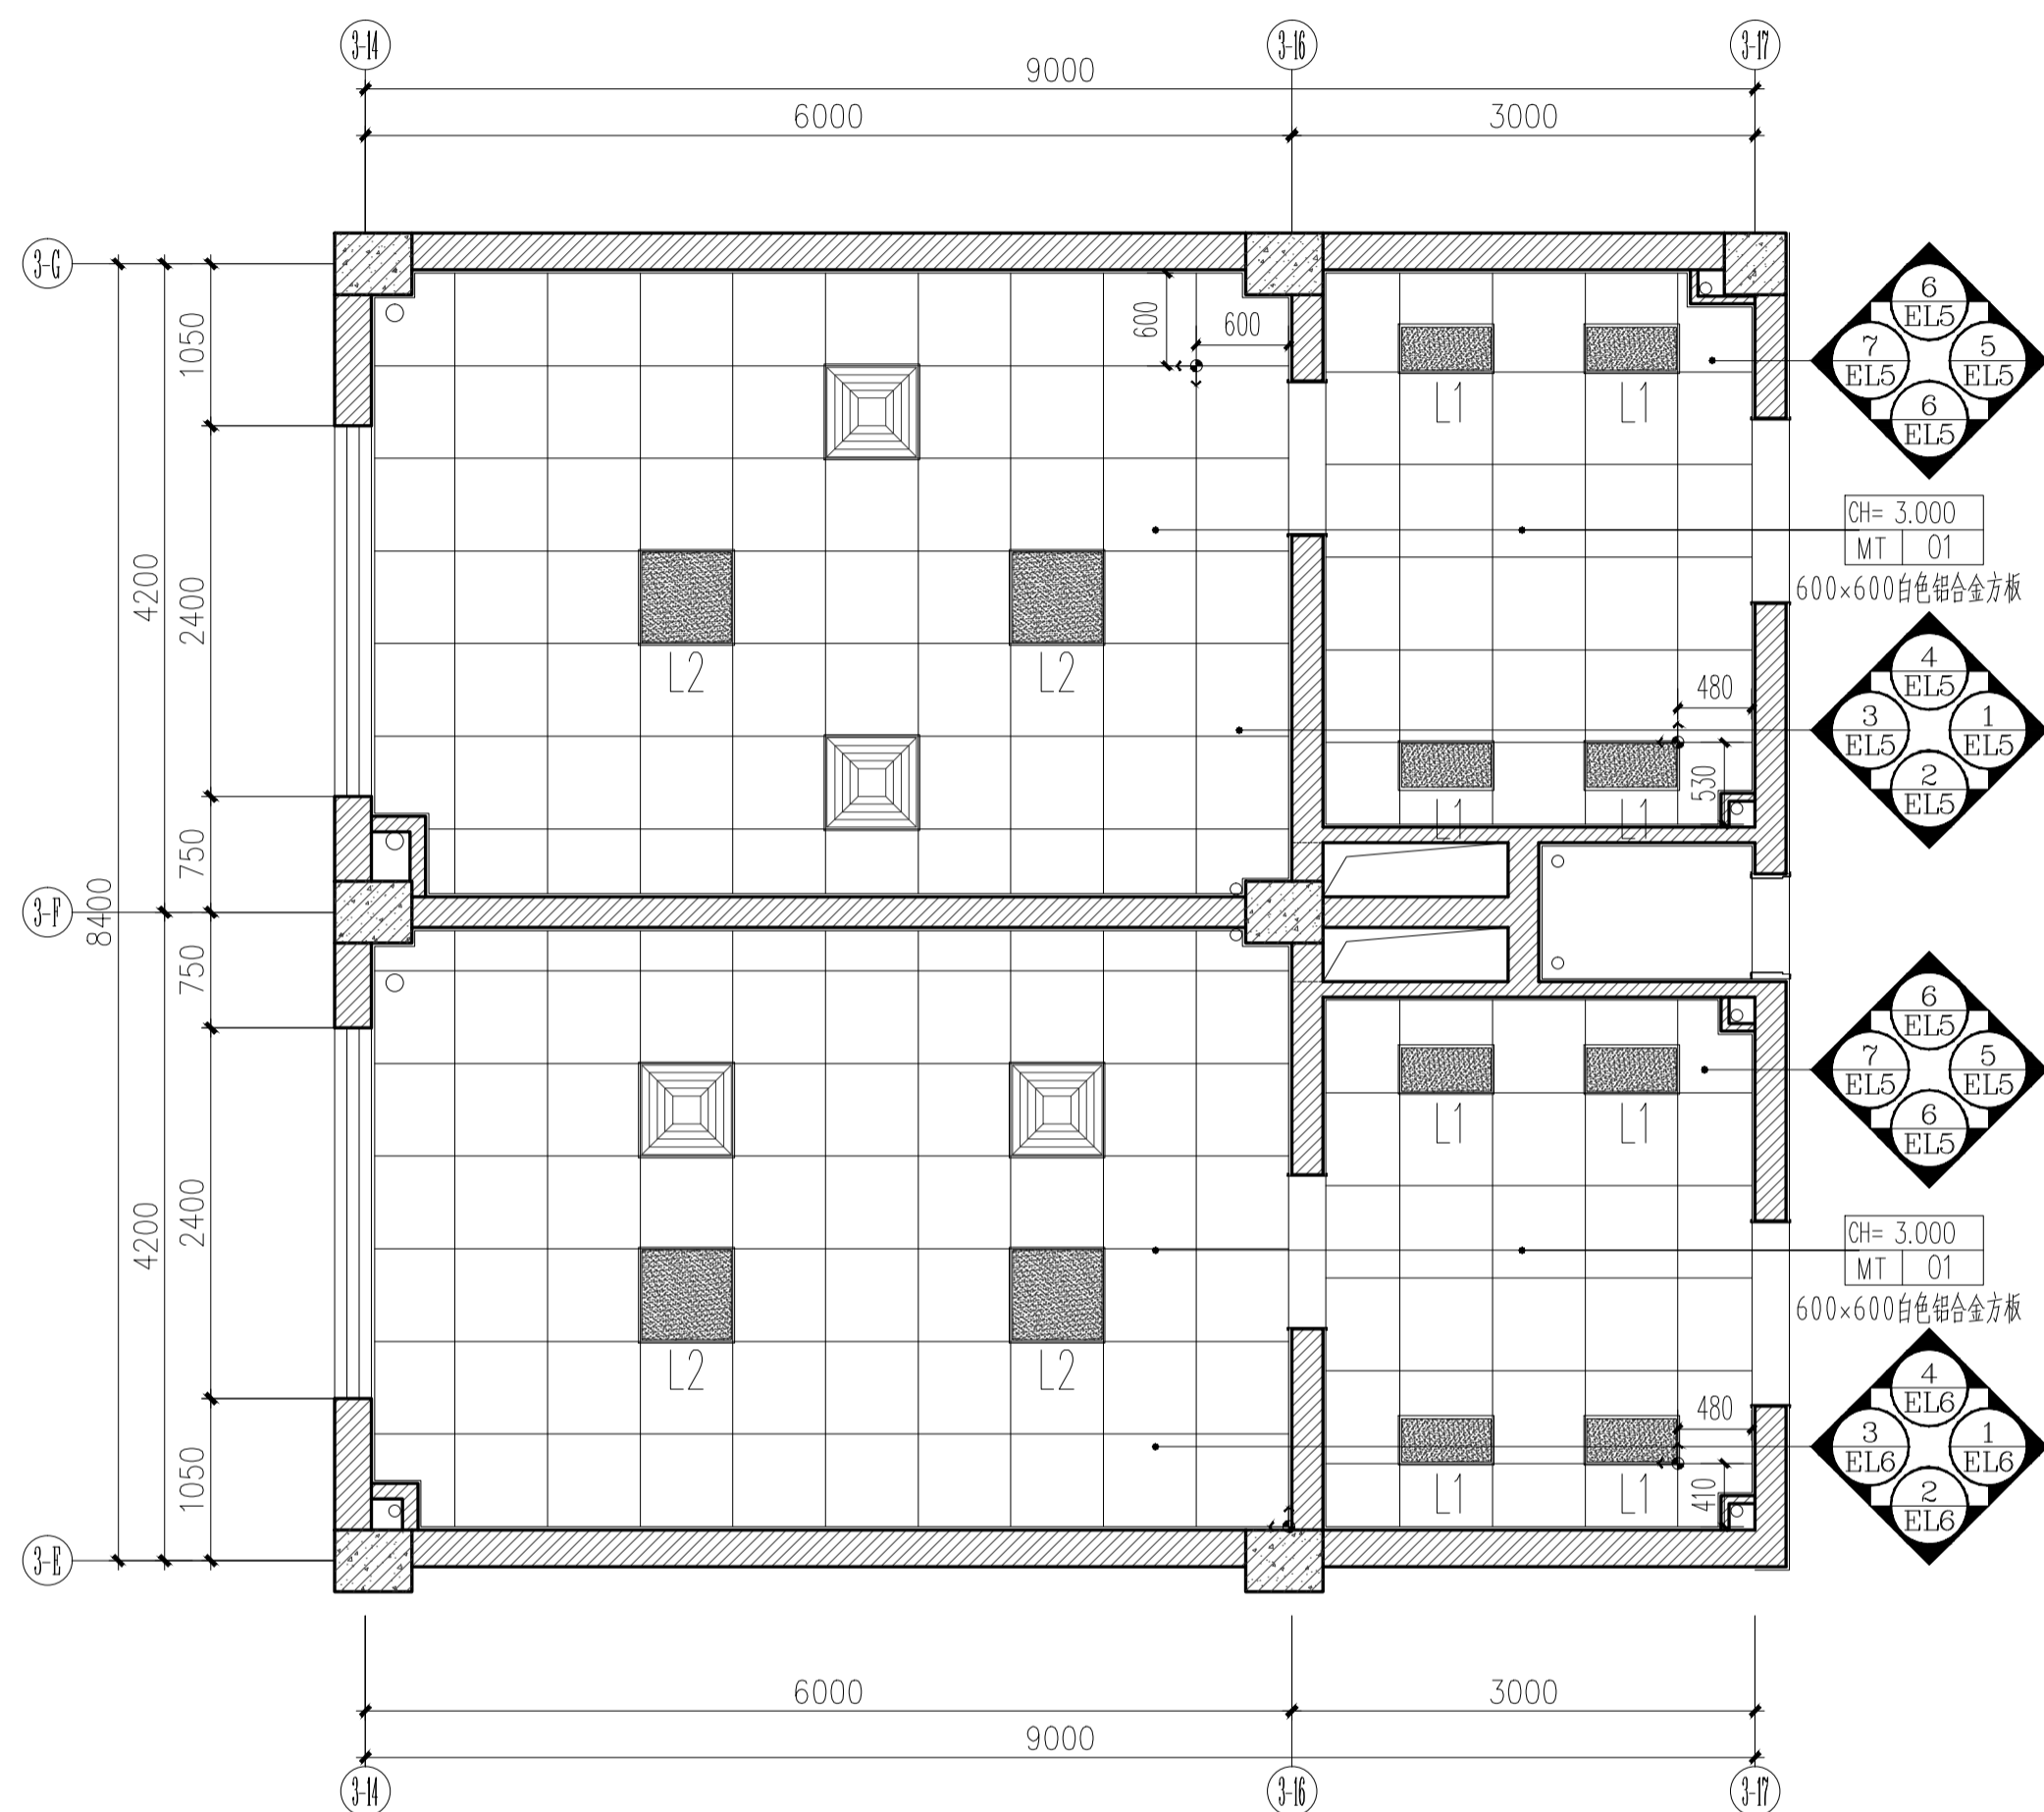 3-14
3-16
3-17
9000
6000
3000
3-G
3-F
3-E
8400
4200
4200
1050
2400
750
750
2400
1050
600
600
L1
L1
L2
L2
480
530
L1
L1
6
EL5
7
EL5
5
EL5
6
EL5
CH= 3.000
MT 01
600×600白色铝合金方板
4
EL5
3
EL5
1
EL5
2
EL5
L1
L1
L2
L2
480
410
L1
L1
6
EL5
7
EL5
5
EL5
6
EL5
CH= 3.000
MT 01
600×600白色铝合金方板
4
EL6
3
EL6
1
EL6
2
EL6
6000
3000
9000
3-14
3-16
3-17